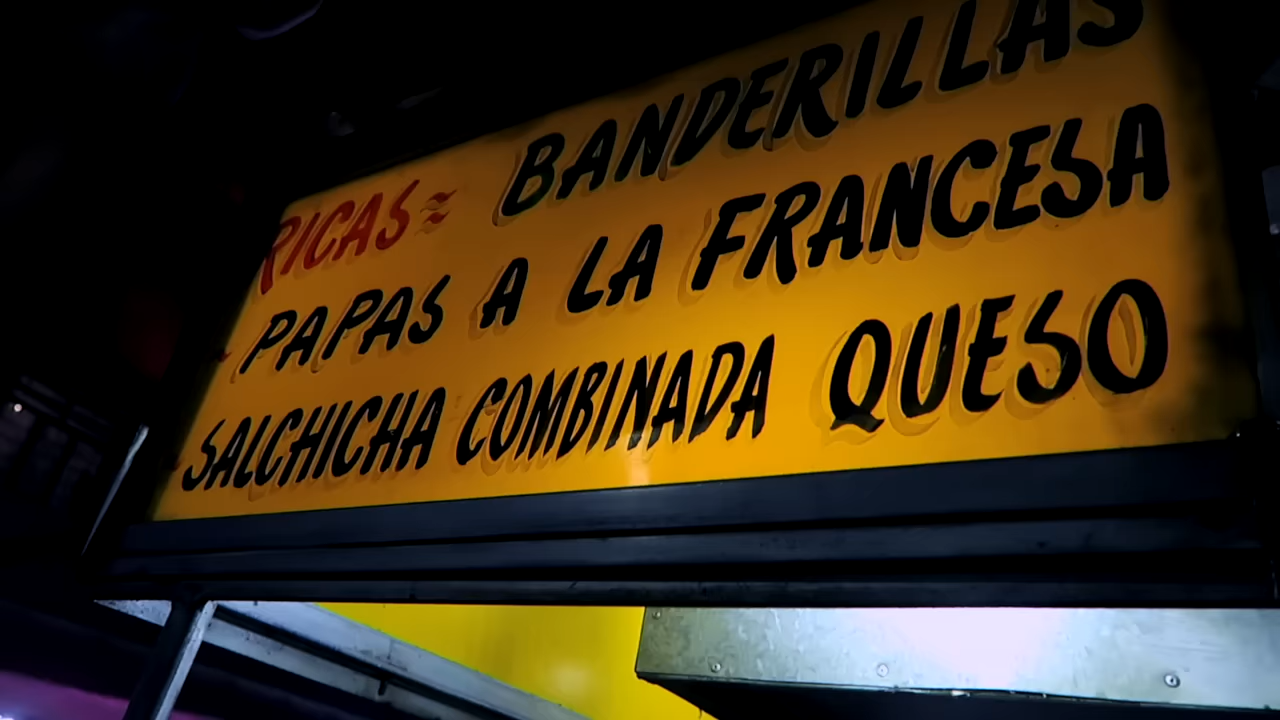 RICAS= BANDERILLAS
PAPAS A LA FRANCESA
SALCHICHA COMBINADA QUESO